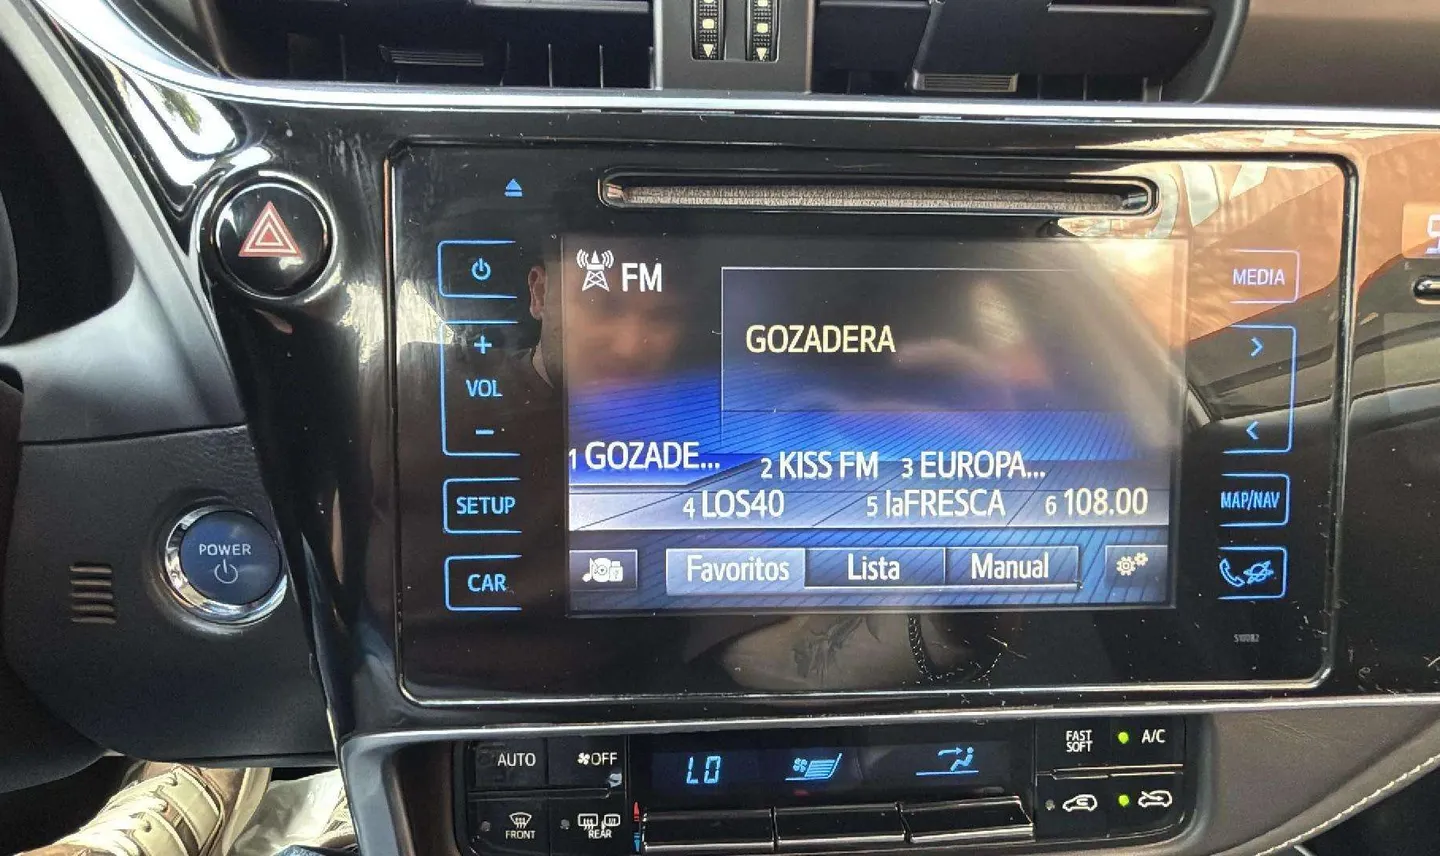 FM
MEDIA
GOZADERA
VOL
1 GOZADE...
2 KISS FM
3 EUROPA...
4 LOS40
5 laFRESCA
6 108.00
SETUP
MAP/NAV
POWER
CAR
Favoritos
Lista
Manual
S10082
AUTO
OFF
LO
FAST
SOFT
A/C
FRONT
REAR